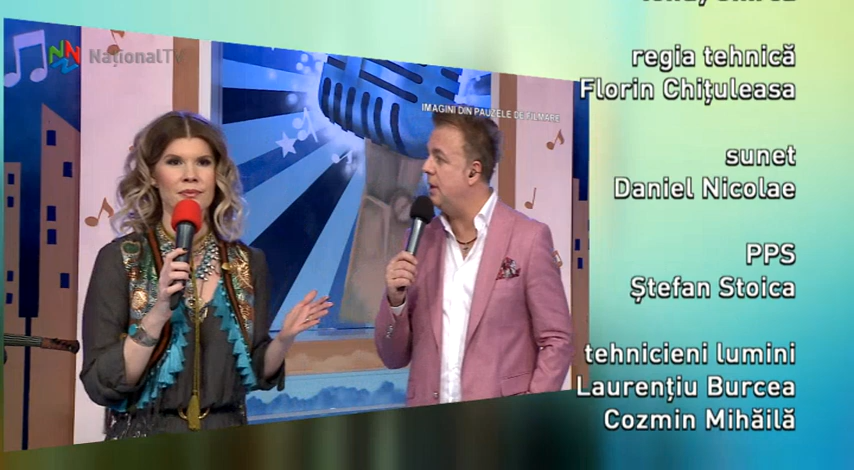 NaționalTV
IMAGINI DIN PAUZELE DE FILMARE
regia tehnică
Florin Chițuleasa
sunet
Daniel Nicolae
PPS
Ștefan Stoica
tehnicieni lumini
Laurențiu Burcea
Cozmin Mihăilă